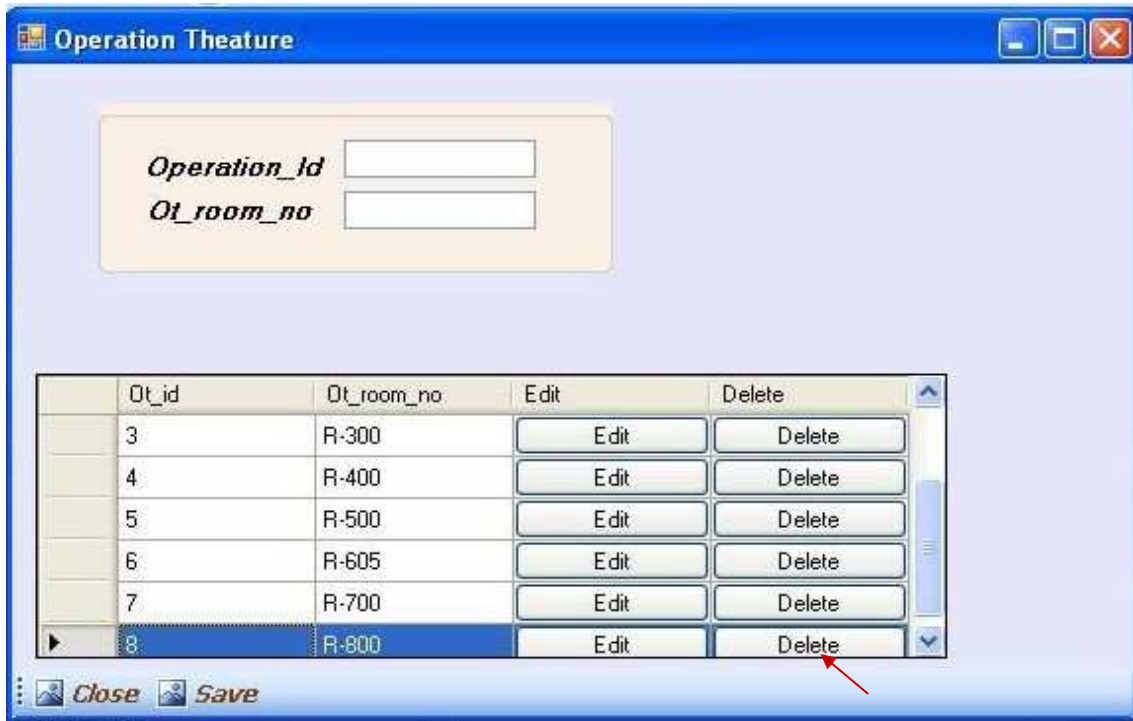 Operation Theature
Operation_Id
Ot_room_no
Ot_id Ot_room_no Edit Delete
3 R-300 Edit Delete
4 R-400 Edit Delete
5 R-500 Edit Delete
6 R-605 Edit Delete
7 R-700 Edit Delete
8 R-800 Edit Delete
Close Save